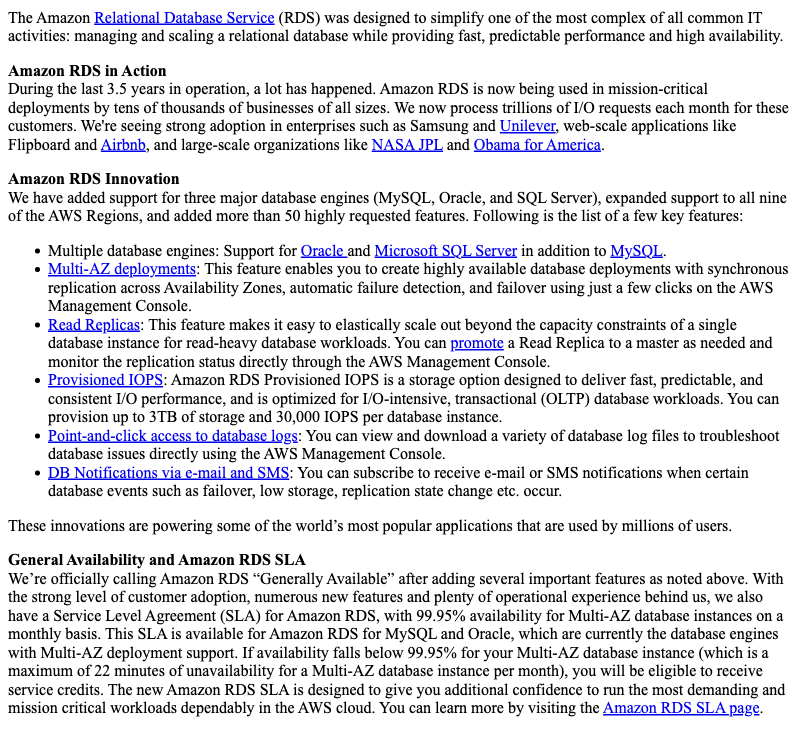 The Amazon Relational Database Service (RDS) was designed to simplify one of the most complex of all common IT
activities: managing and scaling a relational database while providing fast, predictable performance and high availability.
Amazon RDS in Action
During the last 3.5 years in operation, a lot has happened. Amazon RDS is now being used in mission-critical
deployments by tens of thousands of businesses of all sizes. We now process trillions of I/O requests each month for these
customers. We're seeing strong adoption in enterprises such as Samsung and Unilever, web-scale applications like
Flipboard and Airbnb, and large-scale organizations like NASA JPL and Obama for America.
Amazon RDS Innovation
We have added support for three major database engines (MySQL, Oracle, and SQL Server), expanded support to all nine
of the AWS Regions, and added more than 50 highly requested features. Following is the list of a few key features:
• Multiple database engines: Support for Oracle and Microsoft SQL Server in addition to MySQL.
• Multi-AZ deployments: This feature enables you to create highly available database deployments with synchronous
replication across Availability Zones, automatic failure detection, and failover using just a few clicks on the AWS
Management Console.
• Read Replicas: This feature makes it easy to elastically scale out beyond the capacity constraints of a single
database instance for read-heavy database workloads. You can promote a Read Replica to a master as needed and
monitor the replication status directly through the AWS Management Console.
• Provisioned IOPS: Amazon RDS Provisioned IOPS is a storage option designed to deliver fast, predictable, and
consistent I/O performance, and is optimized for I/O-intensive, transactional (OLTP) database workloads. You can
provision up to 3TB of storage and 30,000 IOPS per database instance.
• Point-and-click access to database logs: You can view and download a variety of database log files to troubleshoot
database issues directly using the AWS Management Console.
• DB Notifications via e-mail and SMS: You can subscribe to receive e-mail or SMS notifications when certain
database events such as failover, low storage, replication state change etc. occur.
These innovations are powering some of the world’s most popular applications that are used by millions of users.
General Availability and Amazon RDS SLA
We’re officially calling Amazon RDS “Generally Available” after adding several important features as noted above. With
the strong level of customer adoption, numerous new features and plenty of operational experience behind us, we also
have a Service Level Agreement (SLA) for Amazon RDS, with 99.95% availability for Multi-AZ database instances on a
monthly basis. This SLA is available for Amazon RDS for MySQL and Oracle, which are currently the database engines
with Multi-AZ deployment support. If availability falls below 99.95% for your Multi-AZ database instance (which is a
maximum of 22 minutes of unavailability for a Multi-AZ database instance per month), you will be eligible to receive
service credits. The new Amazon RDS SLA is designed to give you additional confidence to run the most demanding and
mission critical workloads dependably in the AWS cloud. You can learn more by visiting the Amazon RDS SLA page.